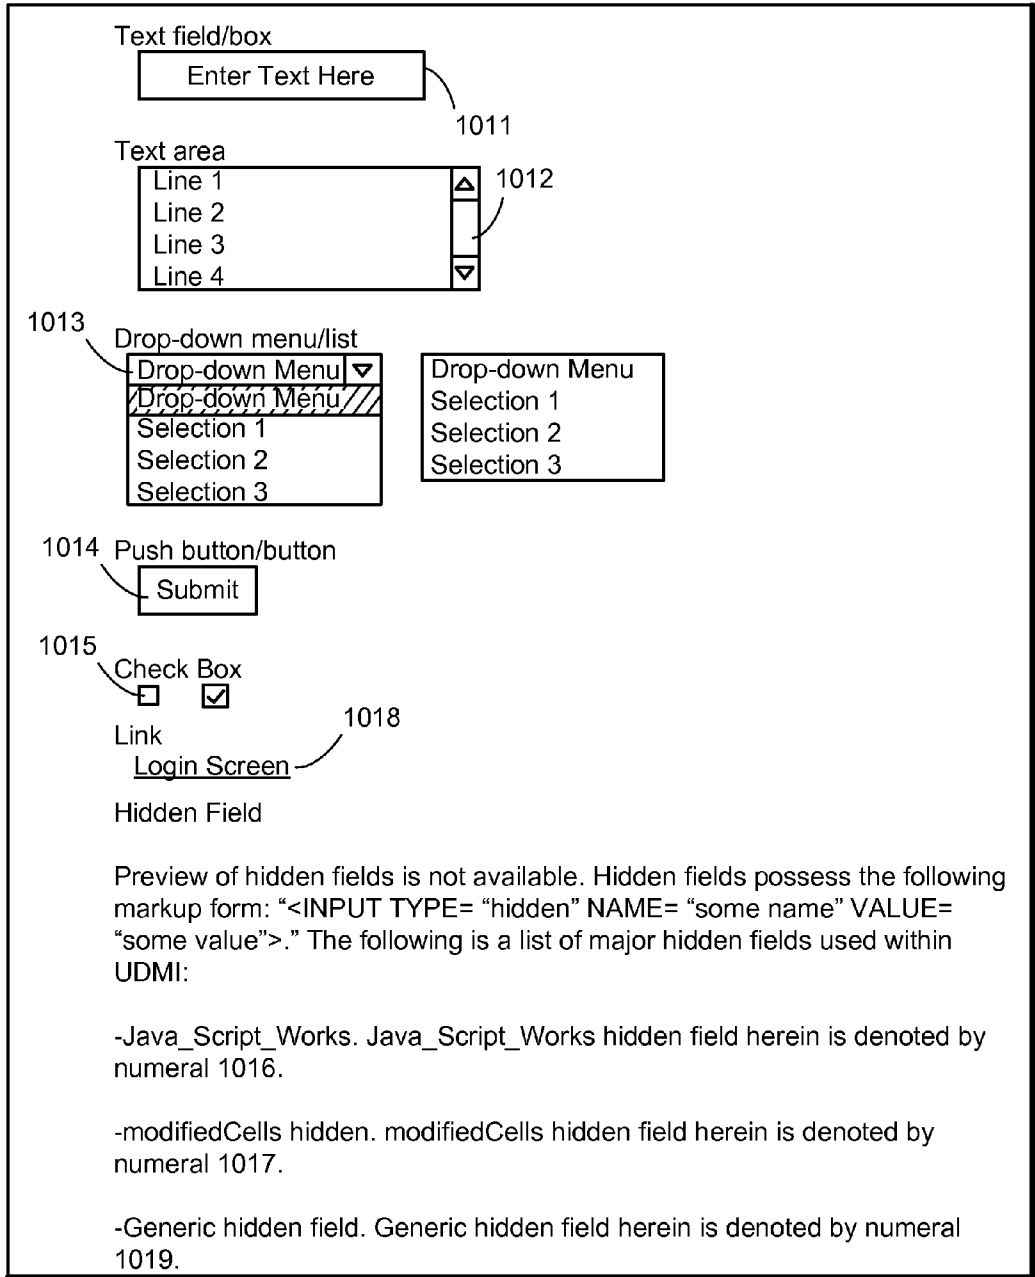 Text field/box
Enter Text Here
1011
Text area
Line 1
1012
Line 2
Line 3
Line 4
1013
Drop-down menu/list
Drop-down Menu
Drop-down Menu
Selection 1
Selection 2
Selection 3
Drop-down Menu
Selection 1
Selection 2
Selection 3
1014 Push button/button
Submit
1015
Check Box
1018
Link
Login Screen
Hidden Field
Preview of hidden fields is not available. Hidden fields possess the following
markup form: “<INPUT TYPE= “hidden” NAME= “some name” VALUE=
“some value”>.” The following is a list of major hidden fields used within
UDMI:
-Java_Script_Works. Java_Script_Works hidden field herein is denoted by
numeral 1016.
-modifiedCells hidden. modifiedCells hidden field herein is denoted by
numeral 1017.
-Generic hidden field. Generic hidden field herein is denoted by numeral
1019.